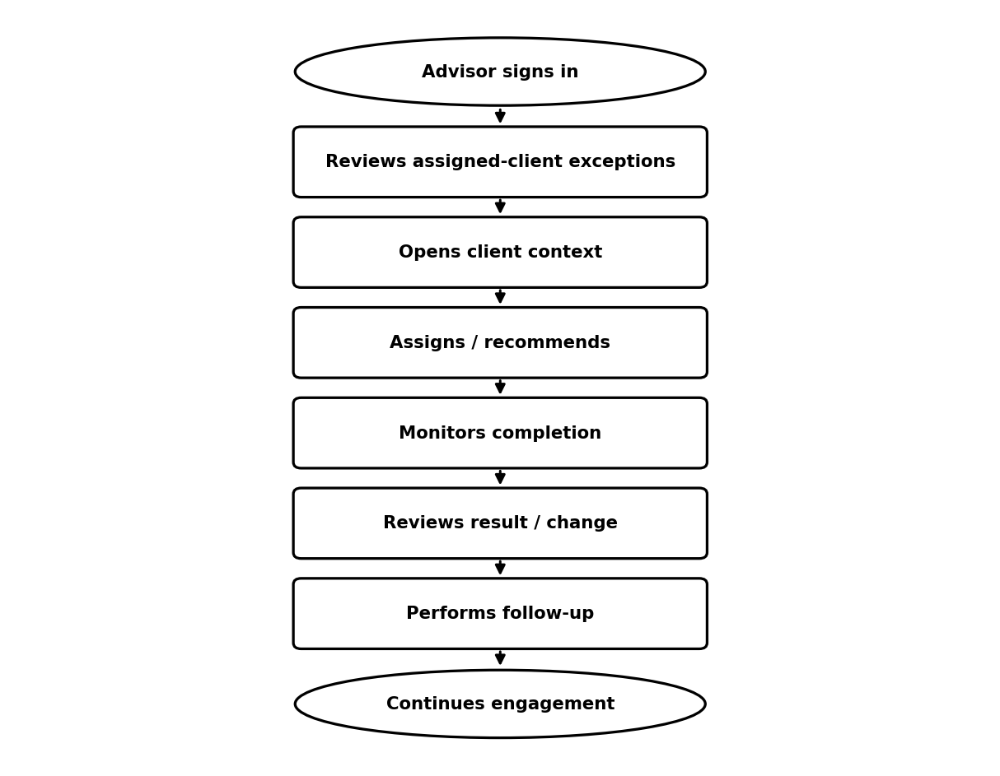 Advisor signs in
Reviews assigned-client exceptions
Opens client context
Assigns / recommends
Monitors completion
Reviews result / change
Performs follow-up
Continues engagement